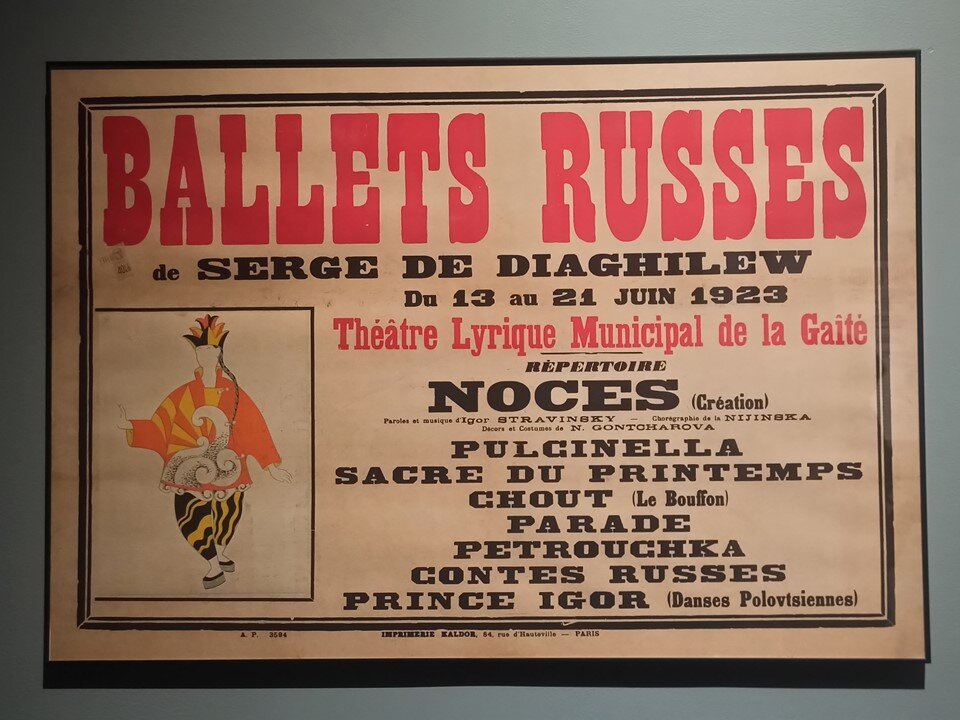 BALLETS RUSSES
de SERGE DE DIAGHILEW
Du 13 au 21 JUIN 1923
Théâtre Lyrique Municipal de la Gaîté
RÉPERTOIRE
NOCES (Création)
Paroles et musique d'Igor STRAVINSKY — Chorégraphie de la NIJINSKA
Décors et Costumes de N. GONTCHAROVA
PULCINELLA
SACRE DU PRINTEMPS
CHOUT (Le Bouffon)
PARADE
PETROUCHKA
CONTES RUSSES
PRINCE IGOR (Danses Polovtsiennes)
A. P. 3594
IMPRIMERIE KALDOR, 84, rue d'Hauteville — PARIS